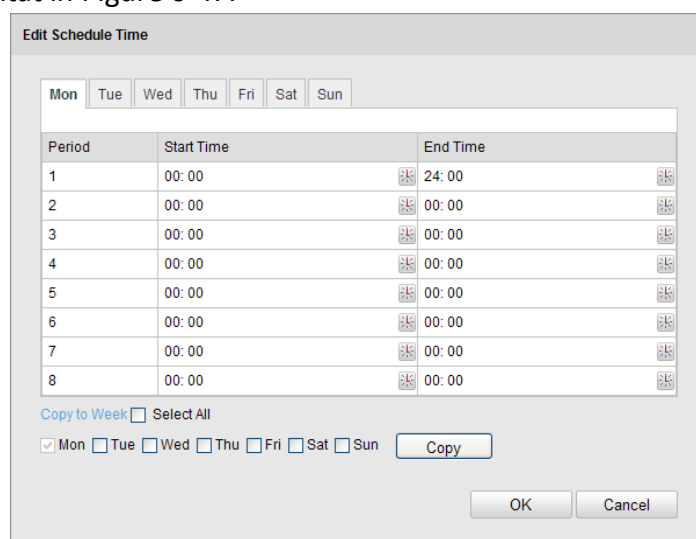 in Figure
Edit Schedule Time
Mon Tue Wed Thu Fri Sat Sun
Period Start Time End Time
1 00: 00 24: 00
2 00: 00 00: 00
3 00: 00 00: 00
4 00: 00 00: 00
5 00: 00 00: 00
6 00: 00 00: 00
7 00: 00 00: 00
8 00: 00 00: 00
Copy to Week Select All
Mon Tue Wed Thu Fri Sat Sun Copy
OK Cancel